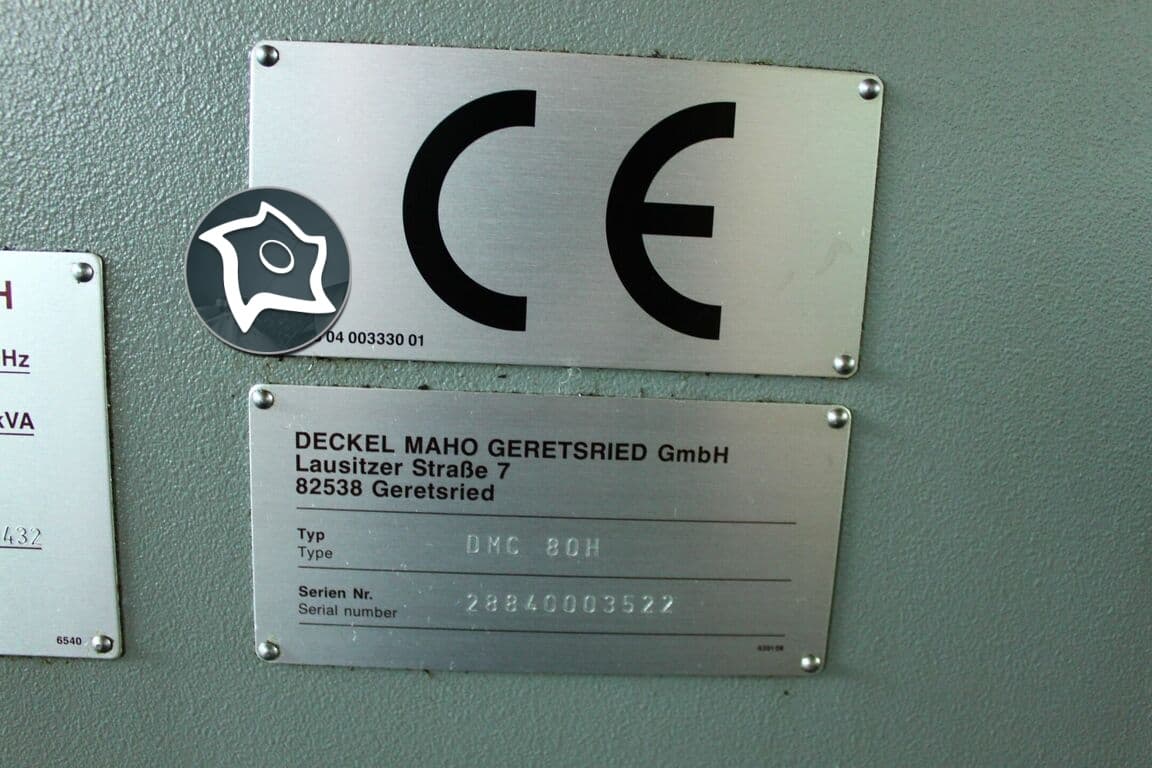 CE
04 003330 01
H
Hz
kVA
432
6540
DECKEL MAHO GERETSRIED GmbH
Lausitzer Straße 7
82538 Geretsried
Typ
Type DMC 80H
Serien Nr.
Serial number 28840003522